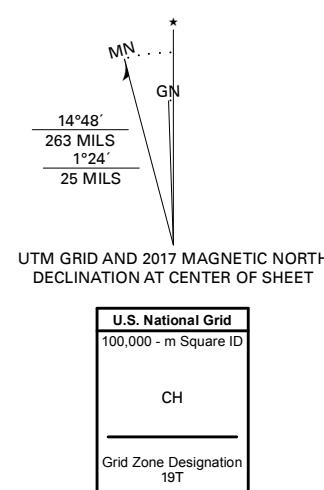 ★
MN
GN
14°48´
263 MILS
1°24´
25 MILS
UTM GRID AND 2017 MAGNETIC NORTH
DECLINATION AT CENTER OF SHEET
U.S. National Grid
100,000 - m Square ID
CH
Grid Zone Designation
19T